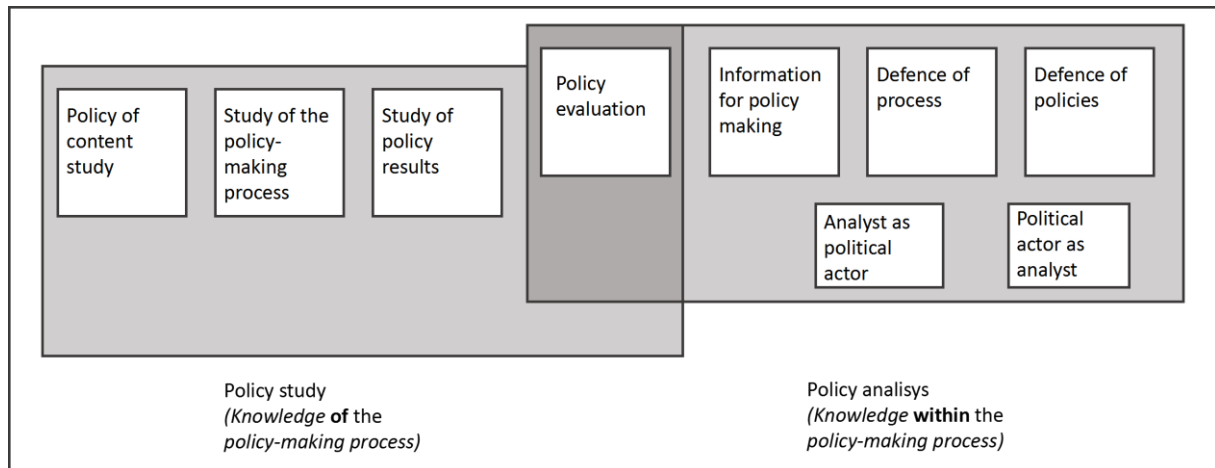 Policy of
content
study
Study of the
policy-
making
process
Study of
policy
results
Policy
evaluation
Information
for policy
making
Defence of
process
Defence of
policies
Analyst as
political
actor
Political
actor as
analyst
Policy study
(Knowledge of the
policy-making process)
Policy analisys
(Knowledge within the
policy-making process)